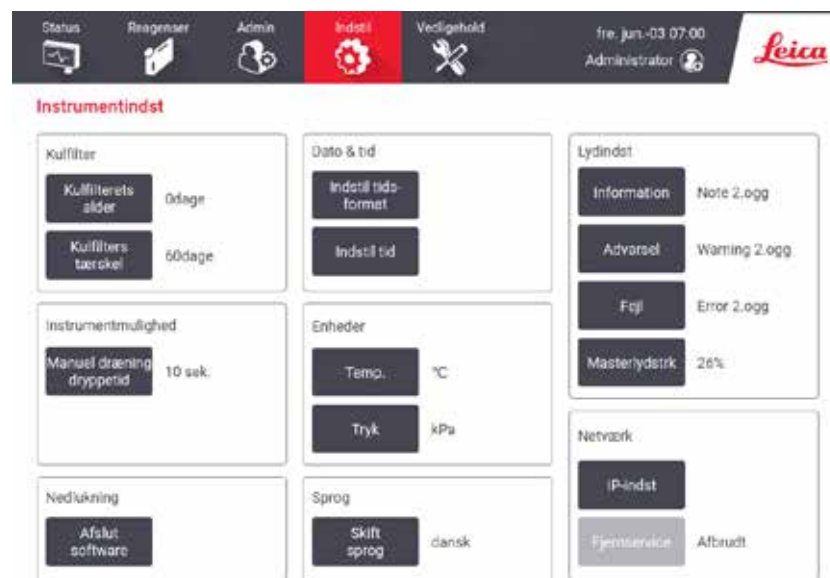 Status
Reagenser
Admin
Indstil
Vedligehold
fre. jun.-03 07:00
Administrator
Leica
Instrumentindst
Kulfilter
Kulfilterets
alder
0dage
Kulfilters
tærskel
60dage
Dato & tid
Indstil tids-
format
Indstil tid
Lydindst
Information
Note 2.ogg
Advarsel
Warning 2.ogg
Fejl
Error 2.ogg
Masterlydstrk
26%
Instrumentmulighed
Manuel dræning
dryppetid
10 sek.
Enheder
Temp.
°C
Tryk
kPa
Netværk
IP-indst
Fjernservice
Afbrudt
Nedlukning
Afslut
software
Sprog
Skift
sprog
dansk